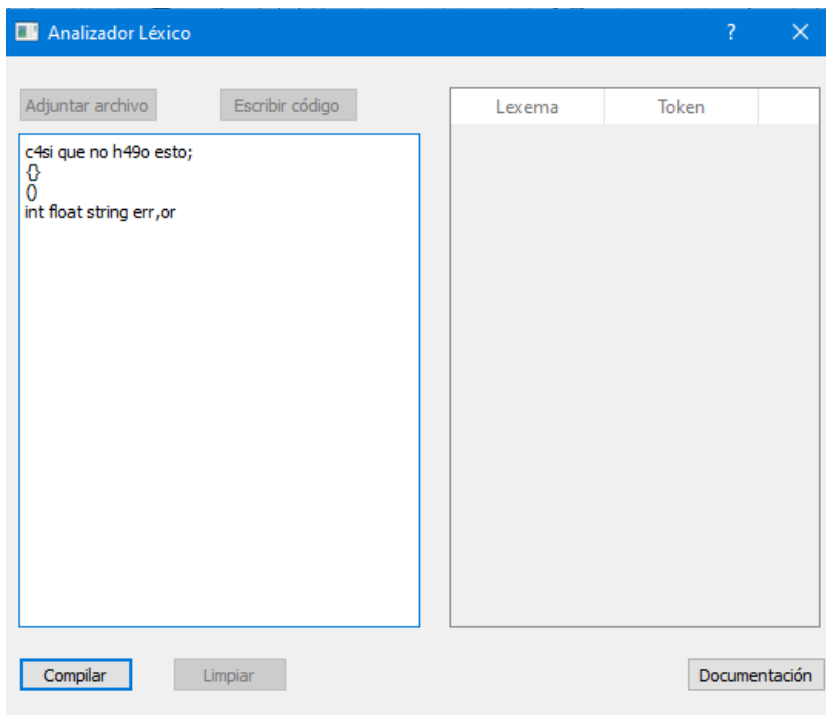 Analizador Léxico ?
Adjuntar archivo Escribir código
Lexema Token
c4si que no h49o esto;
{}
()
int float string err,or
Compilar Limpiar Documentación